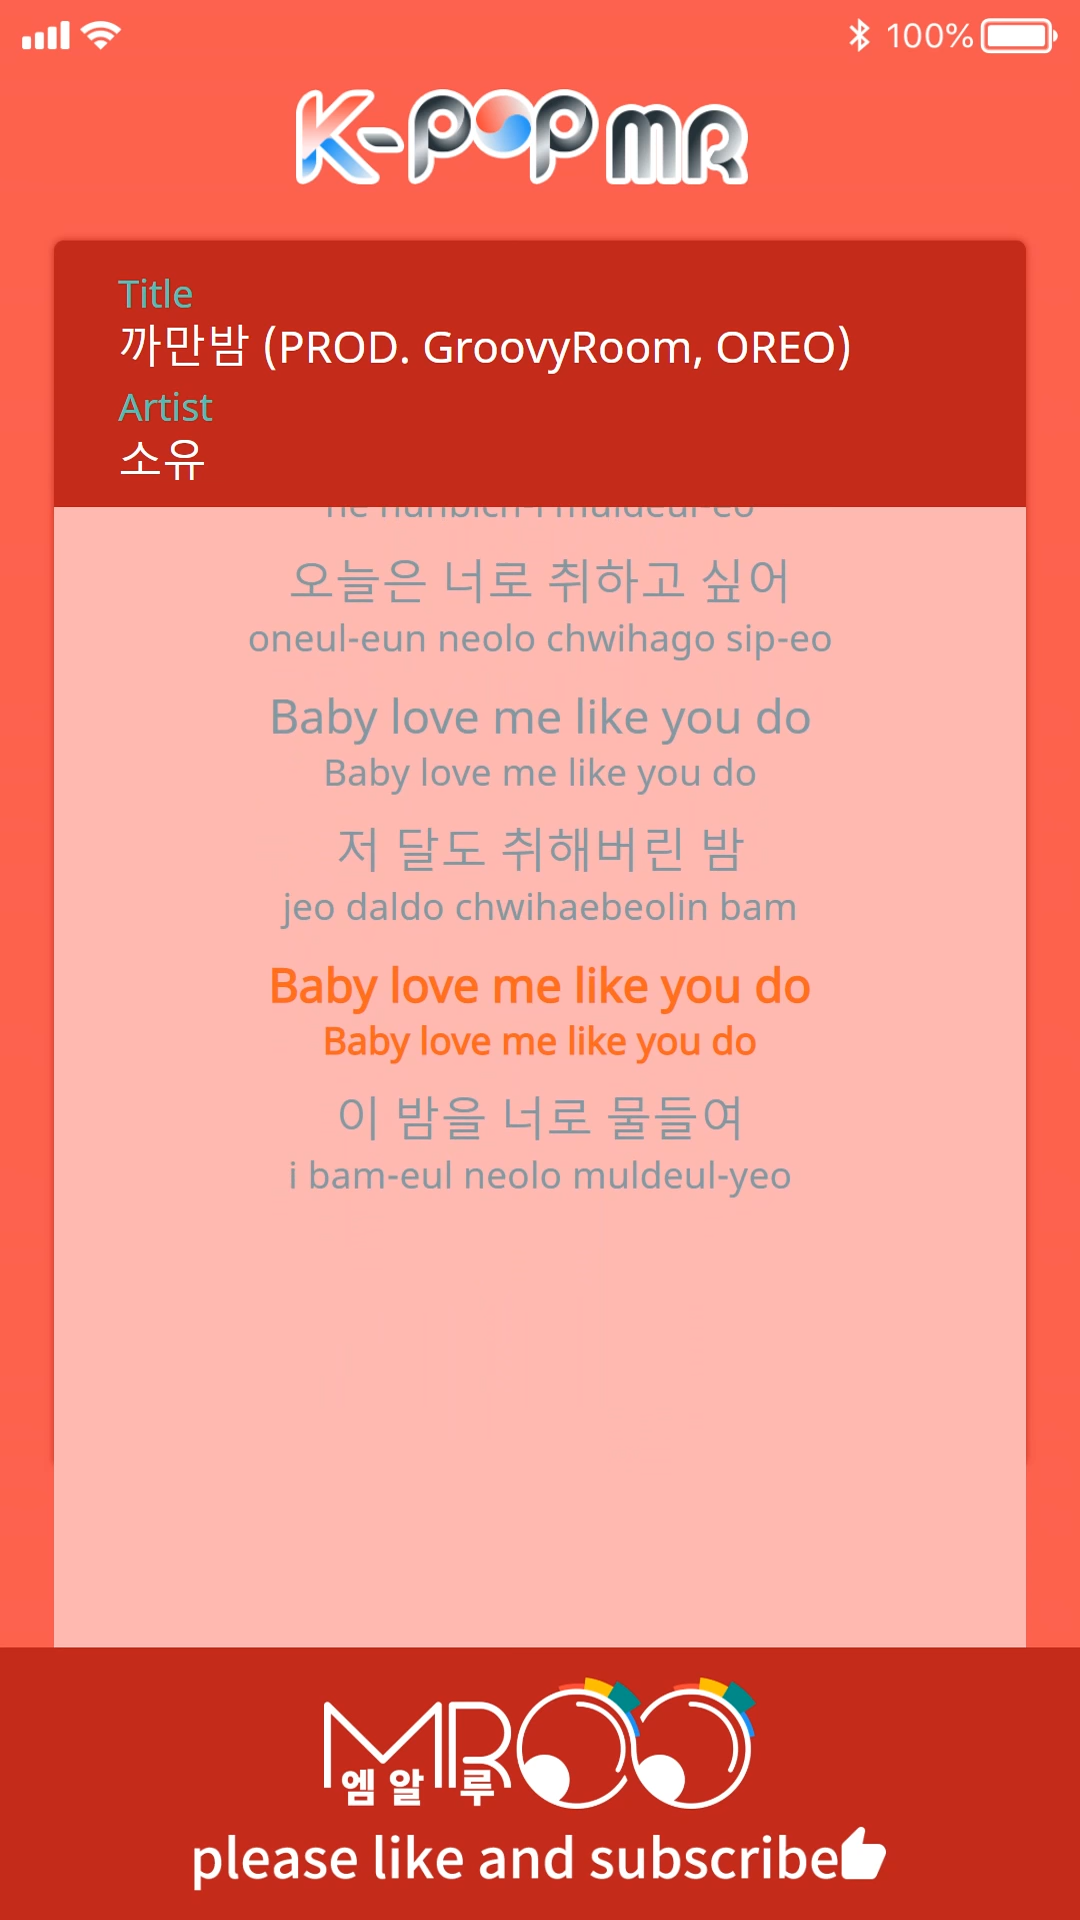 100%
K-POP MR
Title
까만밤 (PROD. GroovyRoom, OREO)
Artist
소유
오늘은 너로 취하고 싶어
oneul-eun neolo chwihago sip-eo
Baby love me like you do
Baby love me like you do
저 달도 취해버린 밤
jeo daldo chwihaebeolin bam
Baby love me like you do
Baby love me like you do
이 밤을 너로 물들여
i bam-eul neolo muldeul-yeo
MROO
엠알루
please like and subscribe